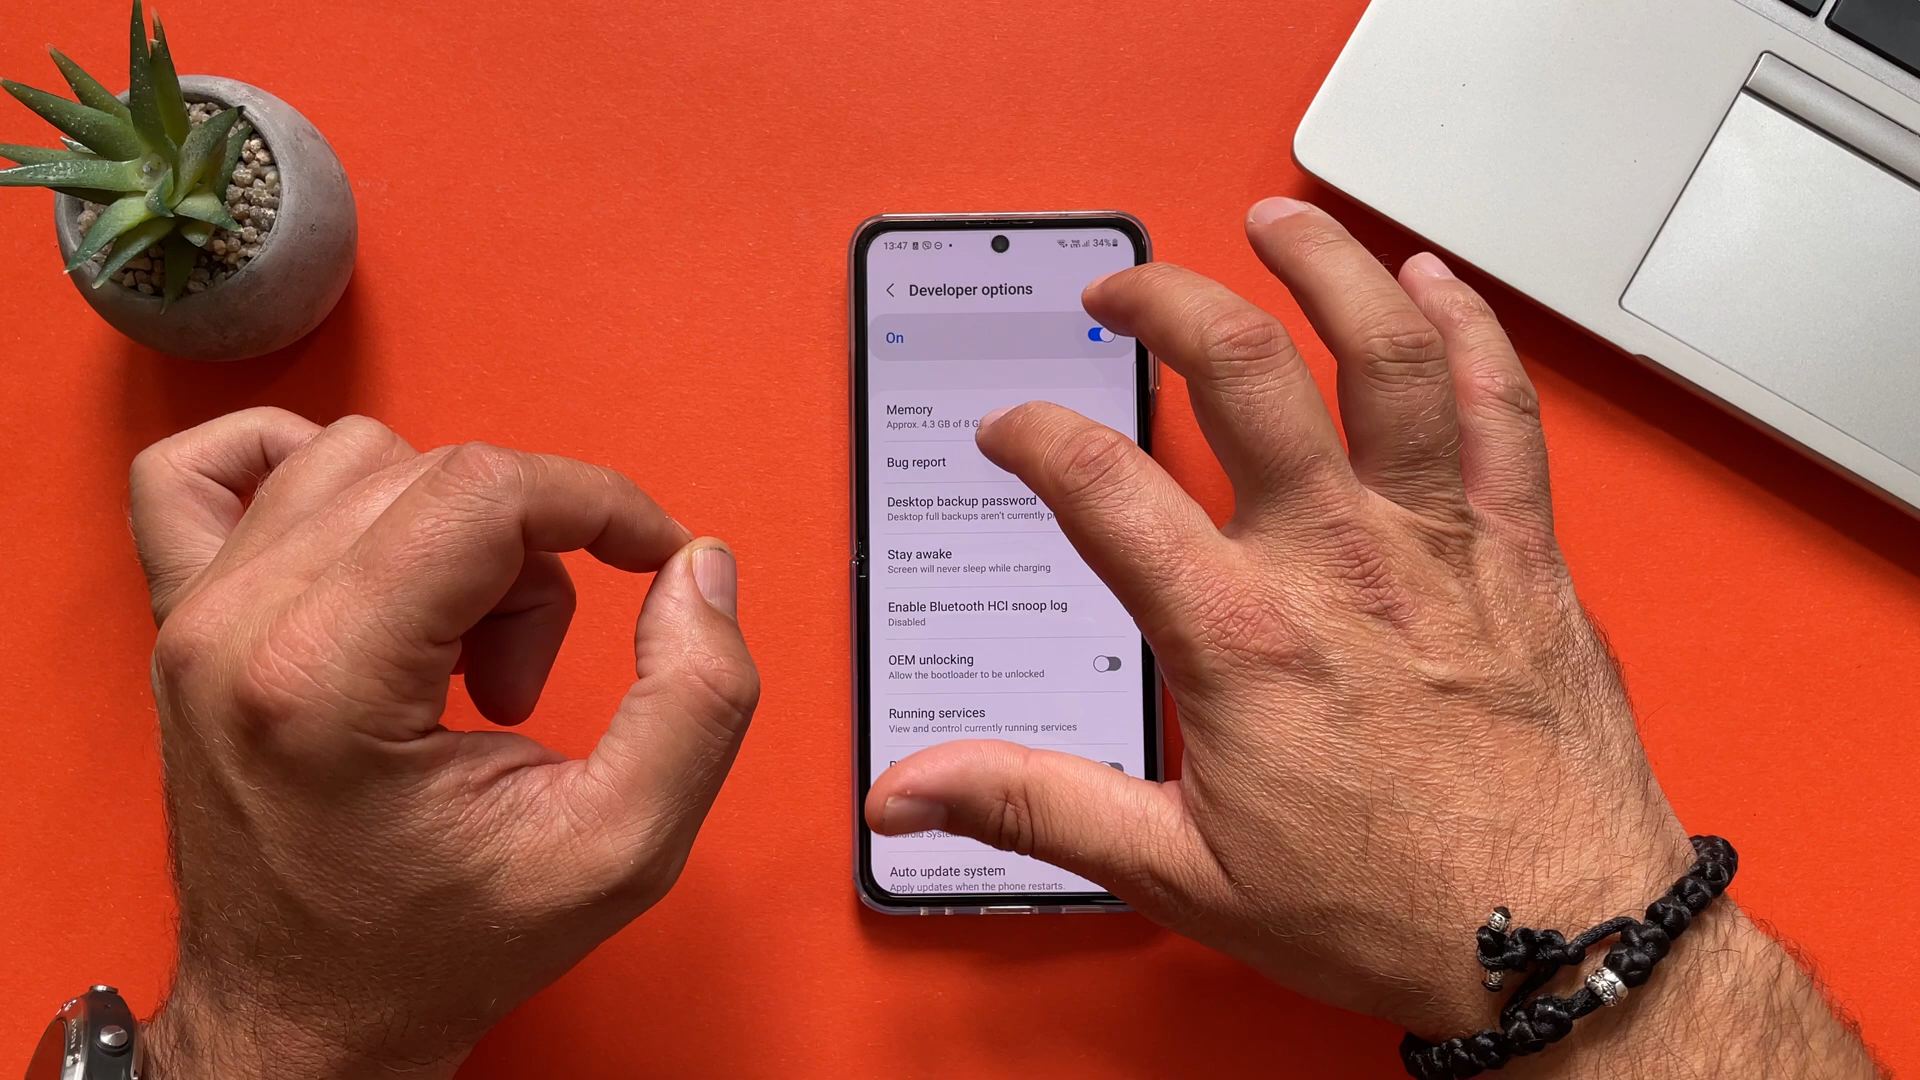 13:47 34%
Developer options
On
Memory
Approx. 4.3 GB of 8 G
Bug report
Desktop backup password
Desktop full backups aren't currently p
Stay awake
Screen will never sleep while charging
Enable Bluetooth HCI snoop log
Disabled
OEM unlocking
Allow the bootloader to be unlocked
Running services
View and control currently running services
Android System
Auto update system
Apply updates when the phone restarts.